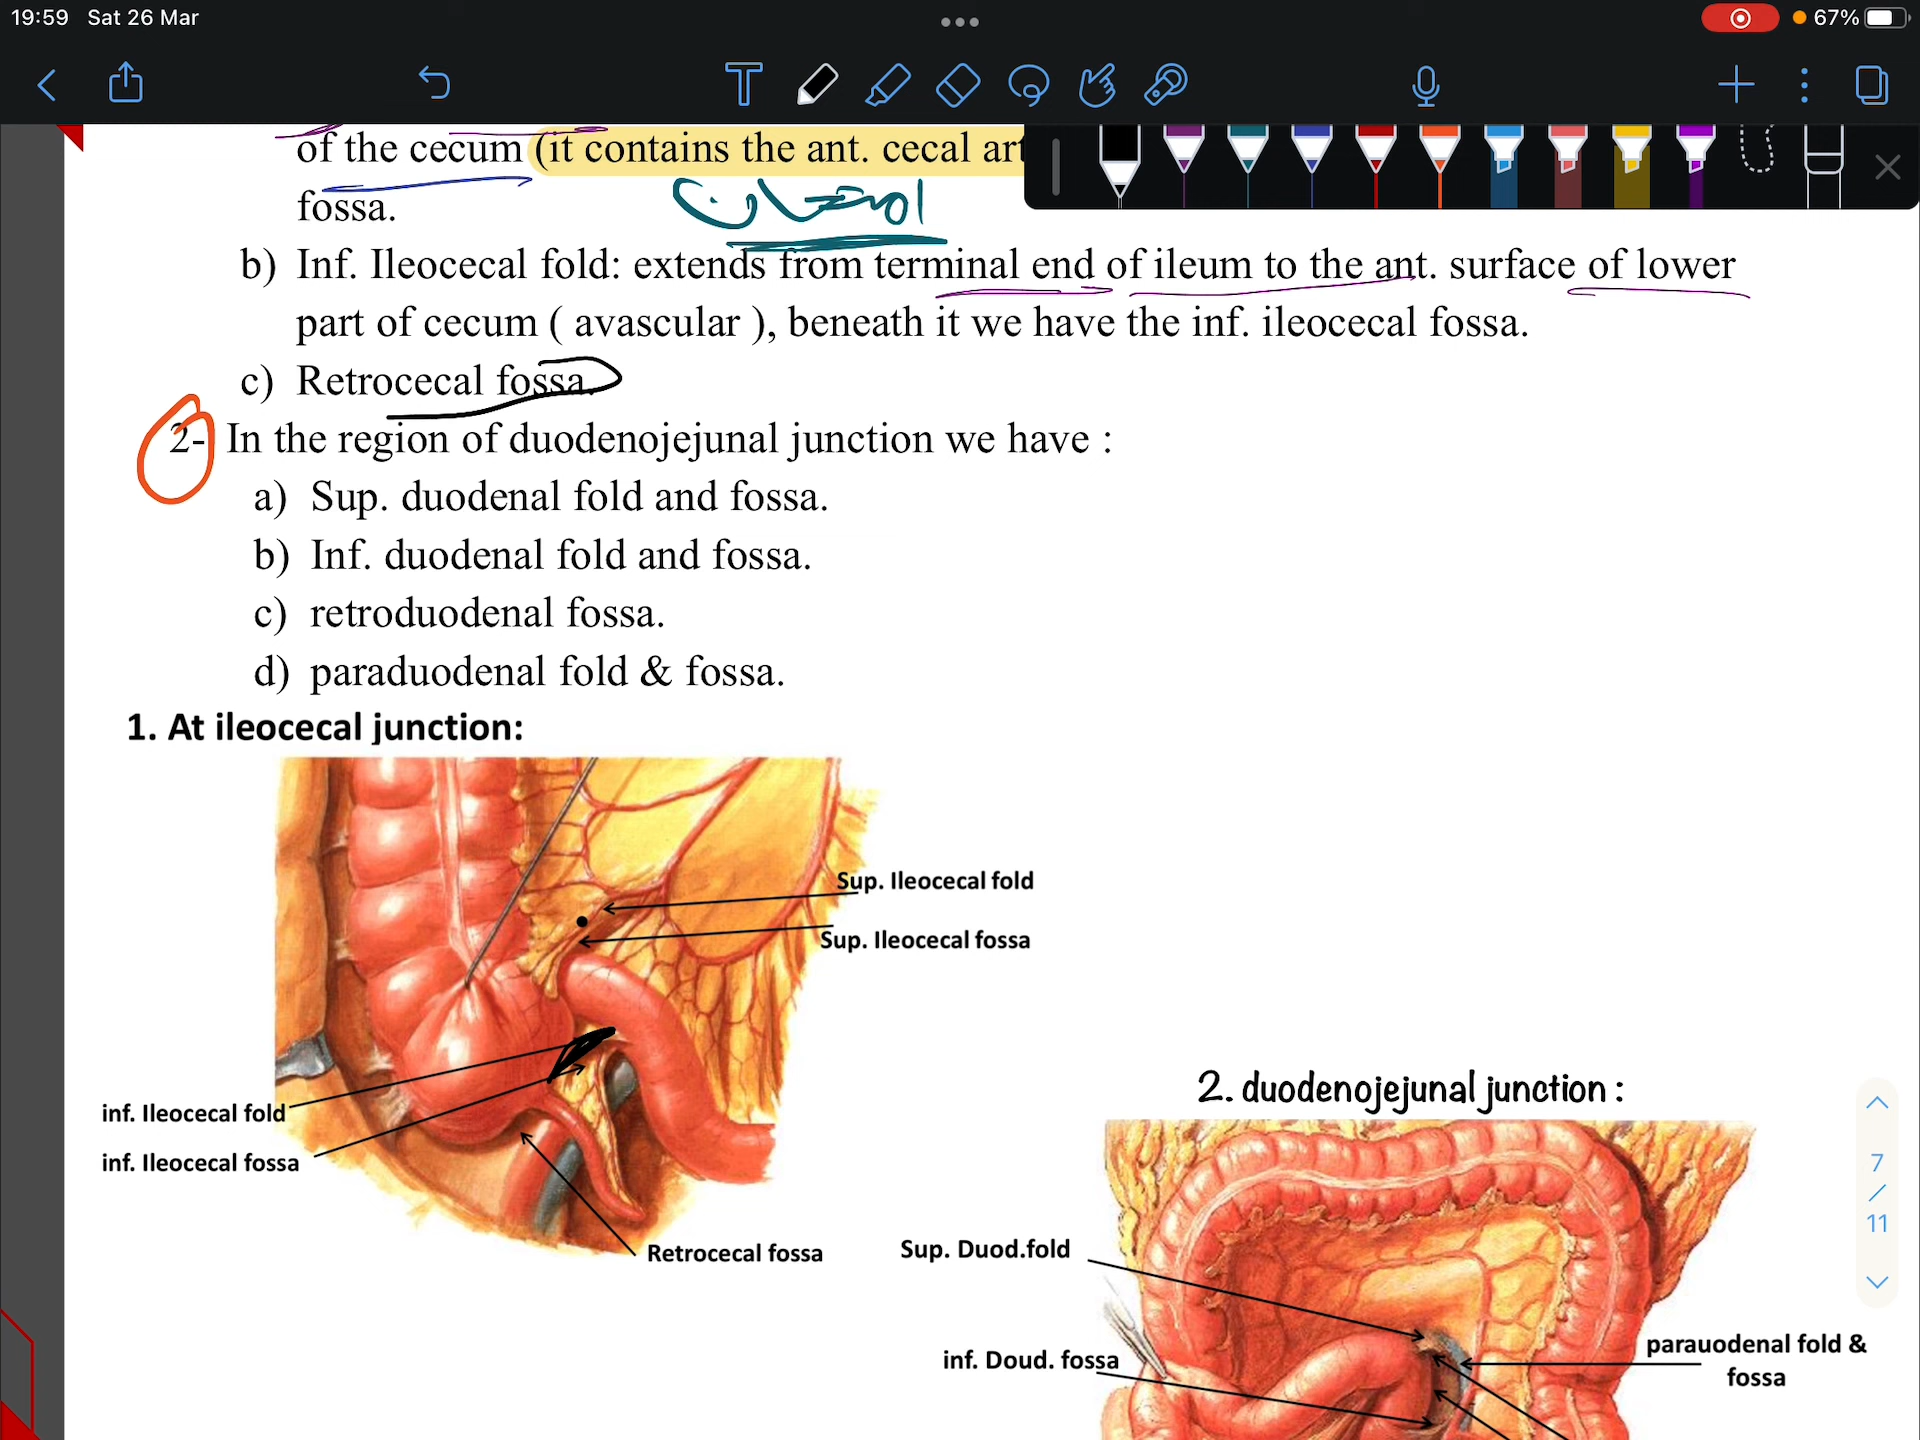 19:59 Sat 26 Mar
67%
of the cecum (it contains the ant. cecal art
fossa.
امتحان
b) Inf. Ileocecal fold: extends from terminal end of ileum to the ant. surface of lower
part of cecum ( avascular ), beneath it we have the inf. ileocecal fossa.
c) Retrocecal fossa.
2- In the region of duodenojejunal junction we have :
a) Sup. duodenal fold and fossa.
b) Inf. duodenal fold and fossa.
c) retroduodenal fossa.
d) paraduodenal fold & fossa.
1. At ileocecal junction:
Sup. Ileocecal fold
Sup. Ileocecal fossa
inf. Ileocecal fold
inf. Ileocecal fossa
Retrocecal fossa
2. duodenojejunal junction :
7
/
11
Sup. Duod.fold
inf. Doud. fossa
parauodenal fold &
fossa